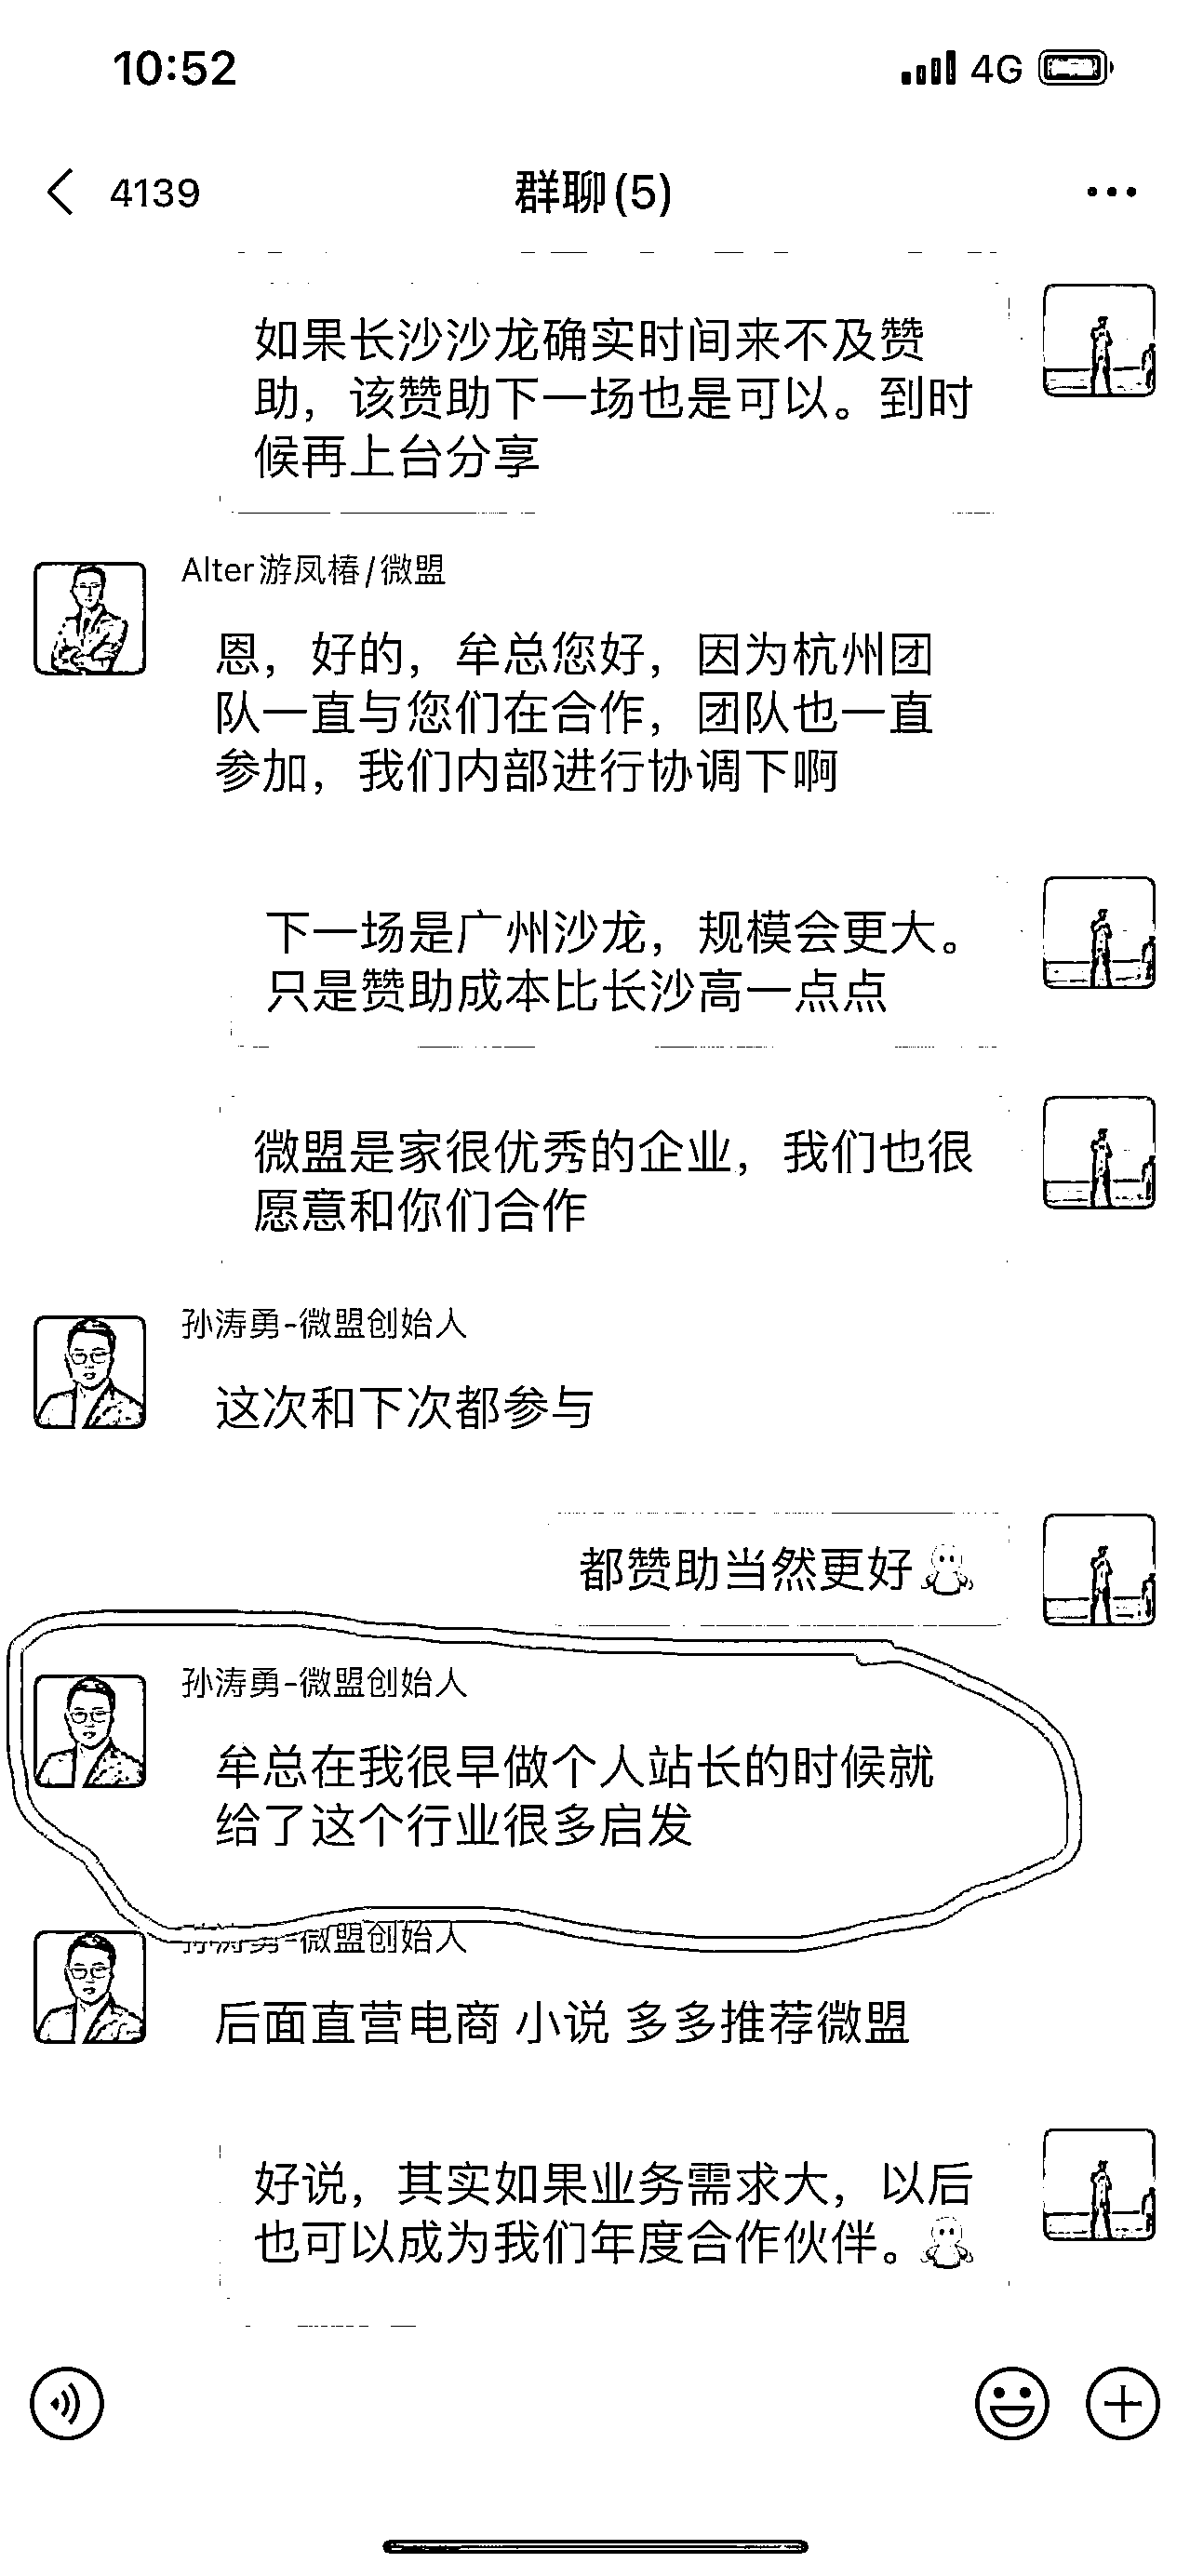 10:52
4G
4139
群聊(5)
如果长沙沙龙确实时间来不及赞
助，该赞助下一场也是可以。到时
候再上台分享
Alter游凤椿/微盟
恩，好的，牟总您好，因为杭州团
队一直与您们在合作，团队也一直
参加，我们内部进行协调下啊
下一场是广州沙龙，规模会更大。
只是赞助成本比长沙高一点点
微盟是家很优秀的企业，我们也很
愿意和你们合作
孙涛勇-微盟创始人
这次和下次都参与
都赞助当然更好
孙涛勇-微盟创始人
牟总在我很早做个人站长的时候就
给了这个行业很多启发
孙涛勇-微盟创始人
后面直营电商 小说 多多推荐微盟
好说，其实如果业务需求大，以后
也可以成为我们年度合作伙伴。